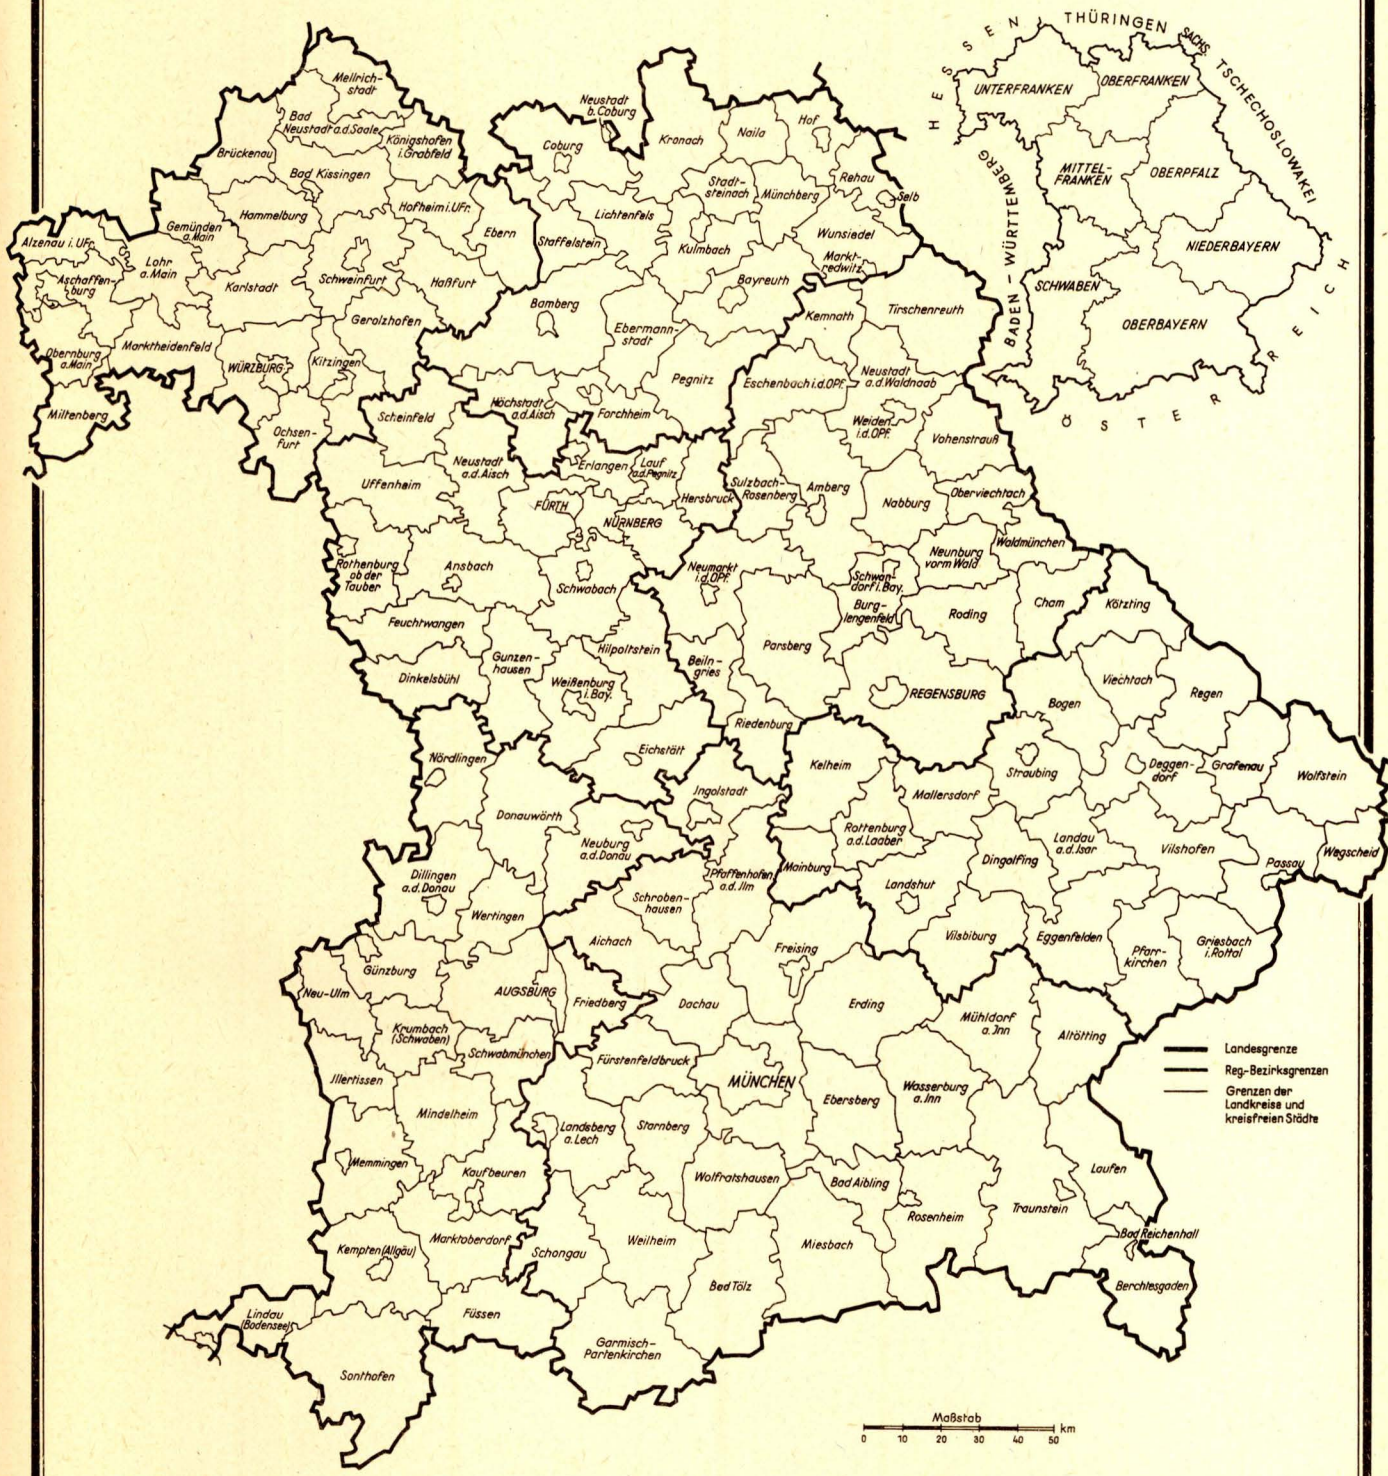 HESSEN
THÜRINGEN
SACHS.
TSCHECHOSLOWAKEI
UNTERFRANKEN
OBERFRANKEN
MITTEL-
FRANKEN
OBERPFALZ
BADEN - WÜRTTEMBERG
NIEDERBAYERN
SCHWABEN
OBERBAYERN
ÖSTERREICH
Mellrich-
stadt
Bad
Neustadt a.d.Saale
Königshofen
i.Grabfeld
Brückenau
Bad Kissingen
Neustadt
b.Coburg
Coburg
Kronach
Naila
Hof
Rehau
Selb
Stadt-
steinach
Münchberg
Hammelburg
Hofheim i.Ufr.
Ebern
Staffelstein
Lichtenfels
Kulmbach
Wunsiedel
Markt-
redwitz
Gemünden
a.Main
Alzenau i. UFr.
Lohr
a.Main
Aschaffen-
burg
Karlstadt
Schweinfurt
Haßfurt
Bayreuth
Bamberg
Gerolzhofen
Ebermann-
stadt
Kemnath
Tirschenreuth
Obernburg
a.Main
Marktheidenfeld
WÜRZBURG
Kitzingen
Pegnitz
Eschenbach i.d.OPf.
Neustadt
a.d.Waldnaab
Miltenberg
Ochsen-
furt
Scheinfeld
Höchstadt
a.d.Aisch
Forchheim
Weiden
i.d.OPf.
Vohenstrauß
Uffenheim
Neustadt
a.d.Aisch
Erlangen
Lauf
a.d.Pegnitz
Hersbruck
Sulzbach-
Rosenberg
Amberg
Nabburg
Oberviechtach
FÜRTH
NÜRNBERG
Waldmünchen
Neunburg
vorm Wald
Rothenburg
ob der
Tauber
Ansbach
Schwabach
Neumarkt
i.d.OPf.
Schwan-
dorf i.Bay.
Burg-
lengenfeld
Roding
Cham
Kötzting
Feuchtwangen
Gunzen-
hausen
Hilpoltstein
Beiln-
gries
Parsberg
Dinkelsbühl
Weißenburg
i.Bay.
REGENSBURG
Viechtach
Regen
Bogen
Riedenburg
Nördlingen
Eichstätt
Kelheim
Straubing
Deggen-
dorf
Grafenau
Wolfstein
Ingolstadt
Mallersdorf
Donauwörth
Neuburg
a.d.Donau
Rottenburg
a.d.Laaber
Landau
a.d.Isar
Vilshofen
Wegscheid
Dingolfing
Passau
Mainburg
Pfaffenhofen
a.d.Jlm
Dillingen
a.d.Donau
Landshut
Schroben-
hausen
Wertingen
Aichach
Freising
Vilsbiburg
Eggenfelden
Pfarr-
kirchen
Griesbach
i.Rottal
Günzburg
Neu-Ulm
AUGSBURG
Friedberg
Dachau
Erding
Mühldorf
a.Jnn
Altötting
Krumbach
(Schwaben)
Schwabmünchen
Fürstenfeldbruck
Jllertissen
MÜNCHEN
Ebersberg
Wasserburg
a.Jnn
Mindelheim
Landsberg
a.Lech
Starnberg
Memmingen
Kaufbeuren
Wolfratshausen
Bad Aibling
Rosenheim
Traunstein
Laufen
Kempten (Allgäu)
Marktoberdorf
Schongau
Weilheim
Miesbach
Bad Reichenhall
Bad Tölz
Berchtesgaden
Lindau
(Bodensee)
Füssen
Sonthofen
Garmisch-
Partenkirchen
Landesgrenze
Reg.-Bezirksgrenzen
Grenzen der
Landkreise und
kreisfreien Städte
Maßstab
0 10 20 30 40 50 km